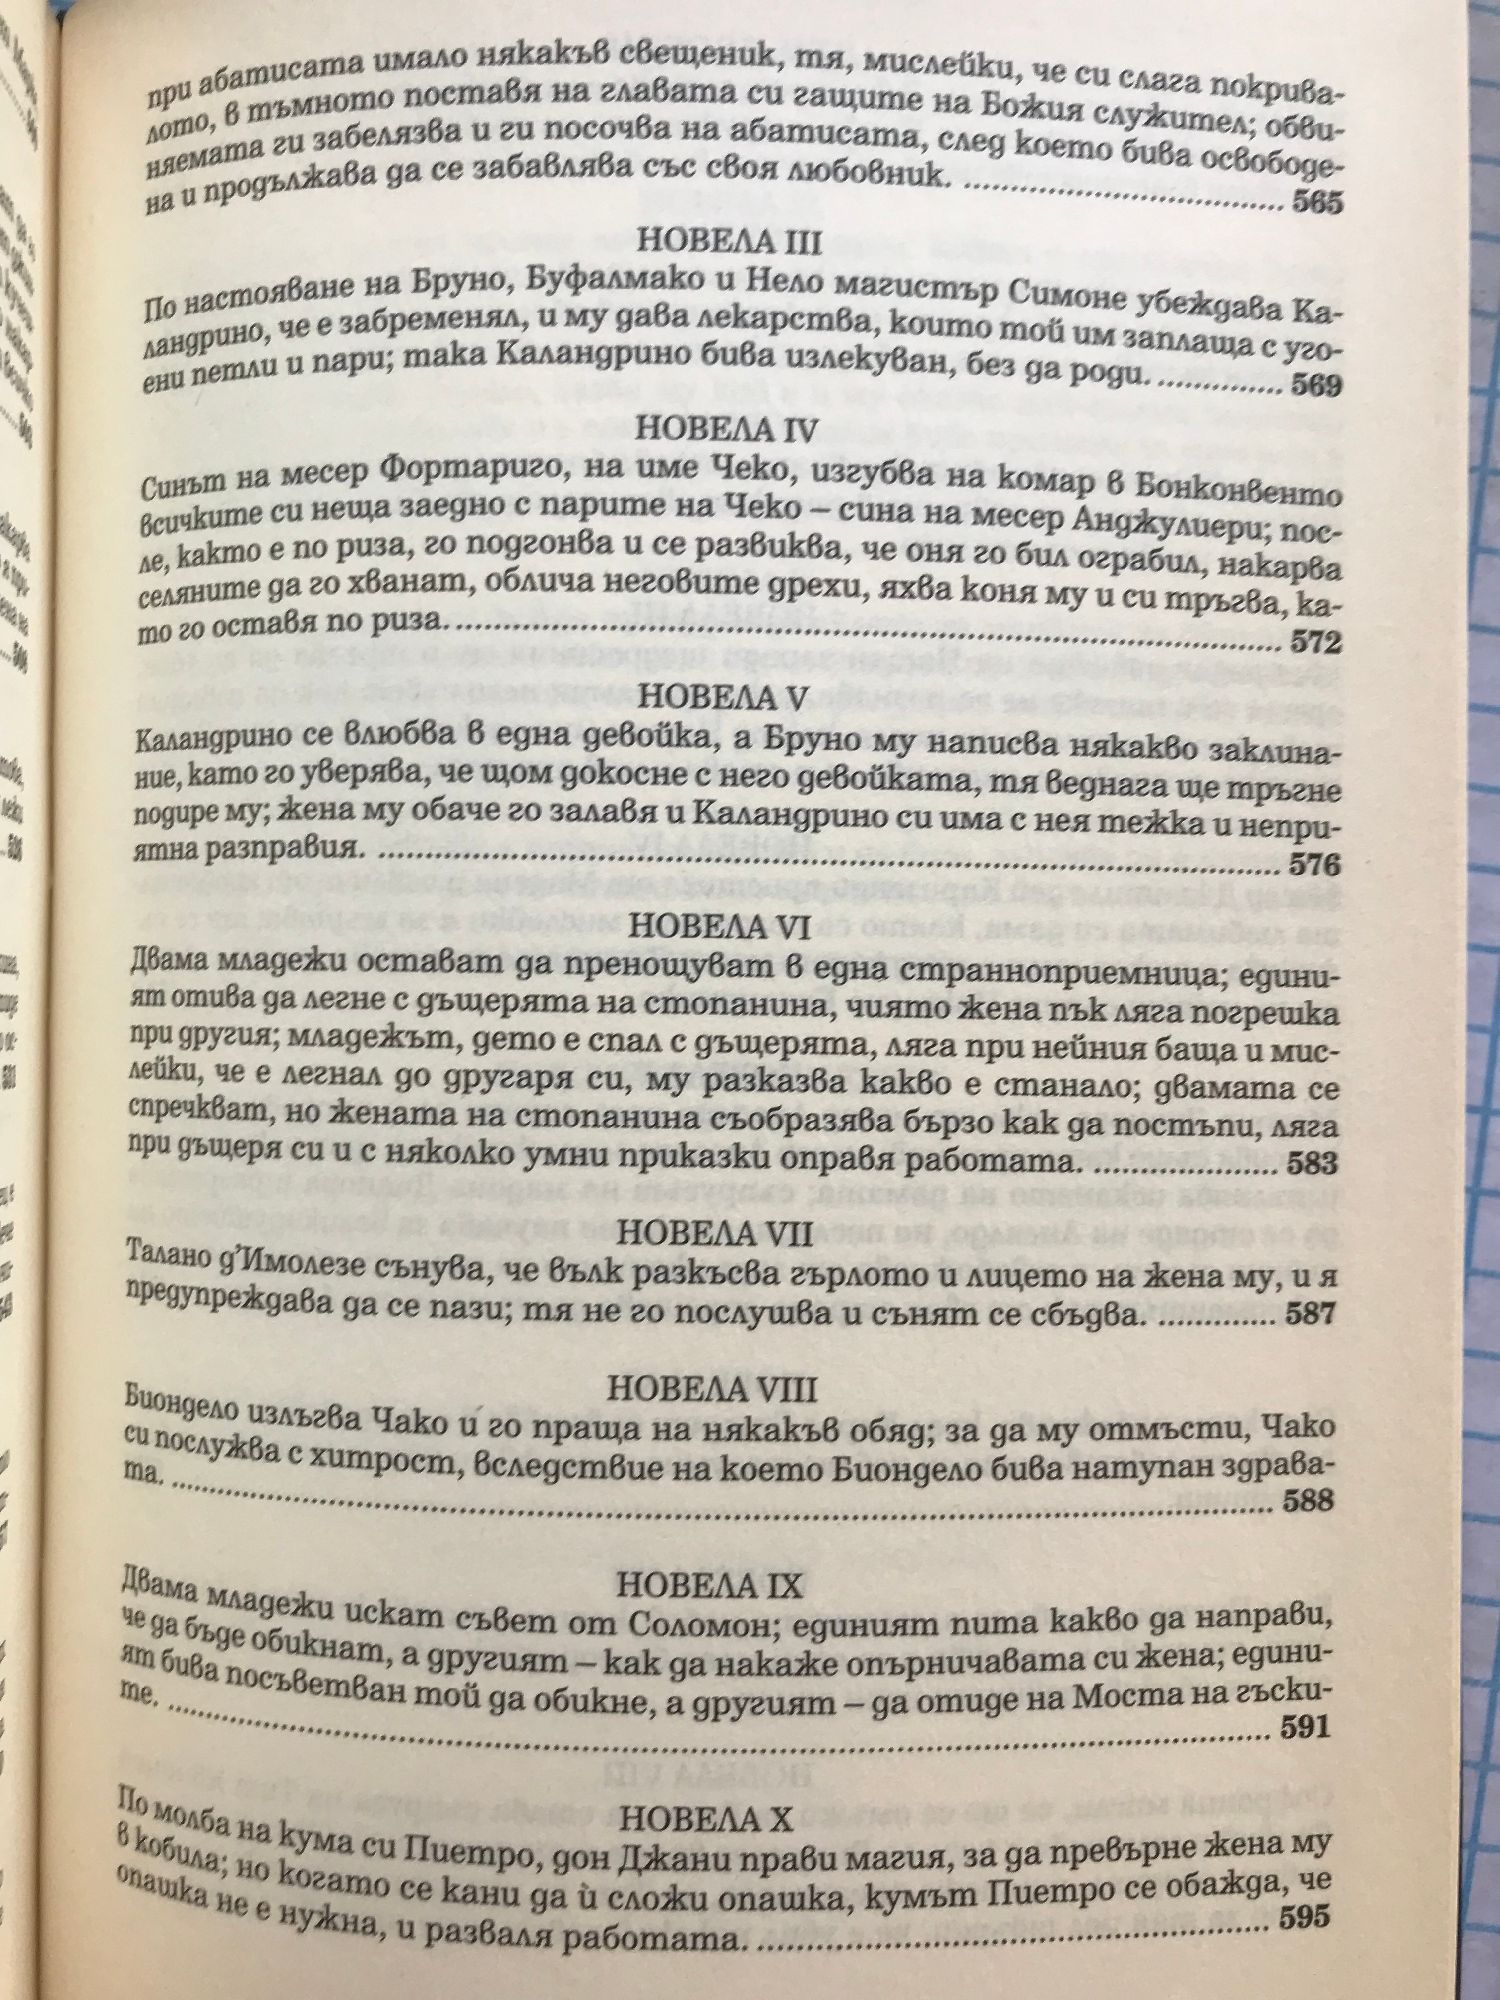 при абатисата имало някакъв свещеник, тя, мислейки, че си слага покрива-
лото, в тъмното поставя на главата си гащите на Божия служител; обви-
няемата ги забелязва и ги посочва на абатисата, след което бива освободе-
на и продължава да се забавлява със своя любовник. ........................ 565
НОВЕЛА III
По настояване на Бруно, Буфалмако и Нело магистър Симоне убеждава Ка-
ландрино, че е забременял, и му дава лекарства, които той им заплаща с уго-
ени петли и пари; така Каландрино бива излекуван, без да роди. ............... 569
НОВЕЛА IV
Синът на месер Фортариго, на име Чеко, изгубва на комар в Бонконвенто
всичките си неща заедно с парите на Чеко – сина на месер Анджулиери; пос-
ле, както е по риза, го подгонва и се развиква, че оня го бил ограбил, накарва
селяните да го хванат, облича неговите дрехи, яхва коня му и си тръгва, ка-
то го оставя по риза. ........................ 572
НОВЕЛА V
Каландрино се влюбва в една девойка, а Бруно му написва някакво заклина-
ние, като го уверява, че щом докосне с него девойката, тя веднага ще тръгне
подире му; жена му обаче го залавя и Каландрино си има с нея тежка и непри-
ятна разправия. ........................ 576
НОВЕЛА VI
Двама младежи остават да пренощуват в една странноприемница; едини-
ят отива да легне с дъщерята на стопанина, чиято жена пък ляга погрешка
при другия; младежът, дето е спал с дъщерята, ляга при нейния баща и мис-
лейки, че е легнал до другаря си, му разказва какво е станало; двамата се
спречкват, но жената на стопанина съобразява бързо как да постъпи, ляга
при дъщеря си и с няколко умни приказки оправя работата. .................... 583
НОВЕЛА VII
Талано д’Имолезе сънува, че вълк разкъсва гърлото и лицето на жена му, и я
предупреждава да се пази; тя не го послушва и сънят се сбъдва. ............. 587
НОВЕЛА VIII
Биондело излъгва Чако и го праща на някакъв обяд; за да му отмъсти, Чако
си послужва с хитрост, вследствие на което Биондело бива натупан здрава-
та. ........................ 588
НОВЕЛА IX
Двама младежи искат съвет от Соломон; единият пита какво да направи,
че да бъде обикнат, а другият – как да накаже опърничавата си жена; едини-
ят бива посъветван той да обикне, а другият – да отиде на Моста на гъски-
те. ........................ 591
НОВЕЛА X
По молба на кума си Пиетро, дон Джани прави магия, за да превърне жена му
в кобила; но когато се кани да ѝ сложи опашка, кумът Пиетро се обажда, че
опашка не е нужна, и разваля работата. ........................ 595